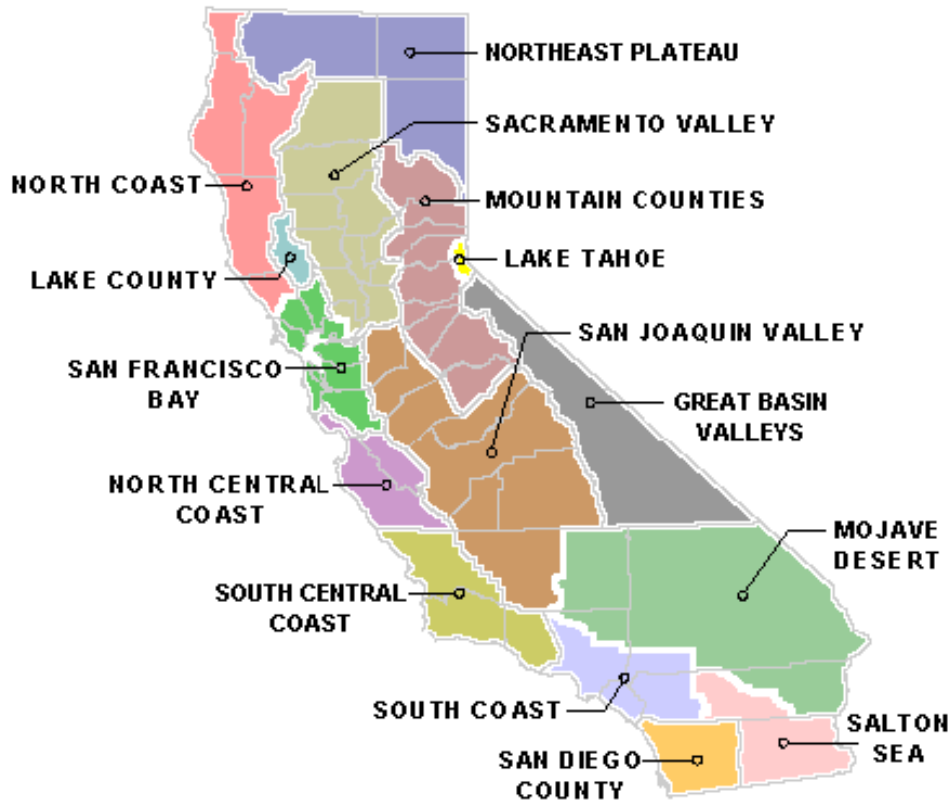 NORTHEAST PLATEAU
SACRAMENTO VALLEY
NORTH COAST
MOUNTAIN COUNTIES
LAKE TAHOE
LAKE COUNTY
SAN JOAQUIN VALLEY
SAN FRANCISCO
BAY
GREAT BASIN
VALLEYS
NORTH CENTRAL
COAST
MOJAVE
DESERT
SOUTH CENTRAL
COAST
SOUTH COAST
SALTON
SEA
SAN DIEGO
COUNTY